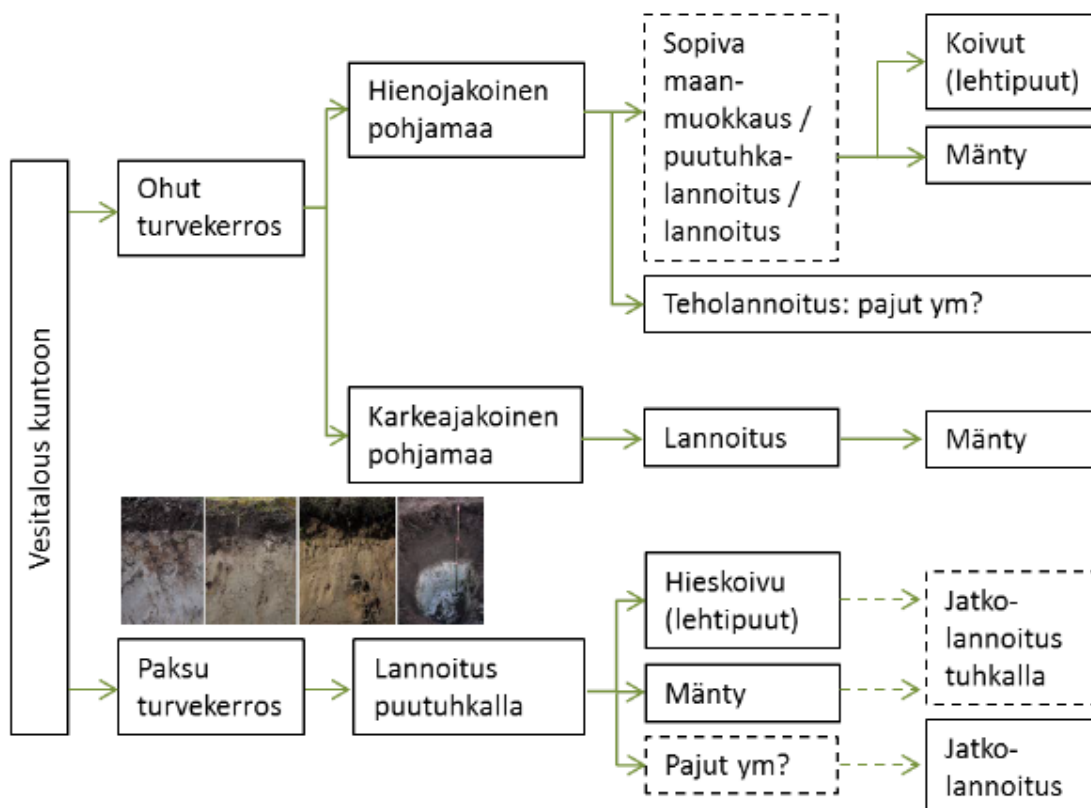 Vesitalous kuntoon
Ohut
turvekerros
Hienojakoinen
pohjamaa
Sopiva
maan-
muokkaus /
puutuhka-
lannoitus /
lannoitus
Koivut
(lehtipuut)
Mänty
Teholannoitus: pajut ym?
Karkeajakoinen
pohjamaa
Lannoitus
Mänty
Paksu
turvekerros
Lannoitus
puutuhkalla
Hieskoivu
(lehtipuut)
Mänty
Pajut ym?
Jatko-
lannoitus
tuhkalla
Jatko-
lannoitus